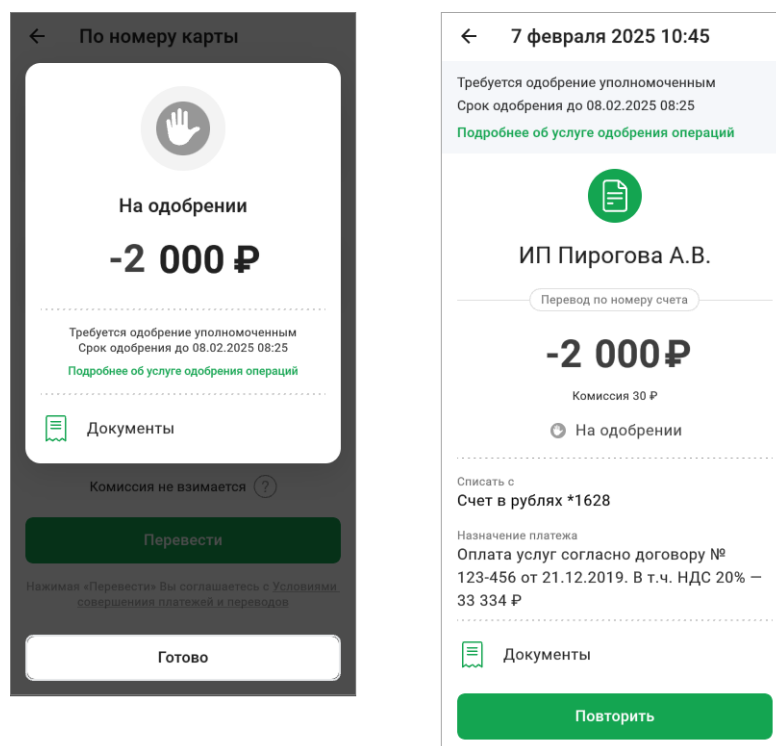 По номеру карты
На одобрении
-2 000 ₽
Требуется одобрение уполномоченным
Срок одобрения до 08.02.2025 08:25
Подробнее об услуге одобрения операций
Документы
Комиссия не взимается ?
Перевести
Нажимая «Перевести» Вы соглашаетесь с Условиями
совершения платежей и переводов
Готово
7 февраля 2025 10:45
Требуется одобрение уполномоченным
Срок одобрения до 08.02.2025 08:25
Подробнее об услуге одобрения операций
ИП Пирогова А.В.
Перевод по номеру счета
-2 000 ₽
Комиссия 30 ₽
На одобрении
Списать с
Счет в рублях *1628
Назначение платежа
Оплата услуг согласно договору №
123-456 от 21.12.2019. В т.ч. НДС 20% —
33 334 ₽
Документы
Повторить